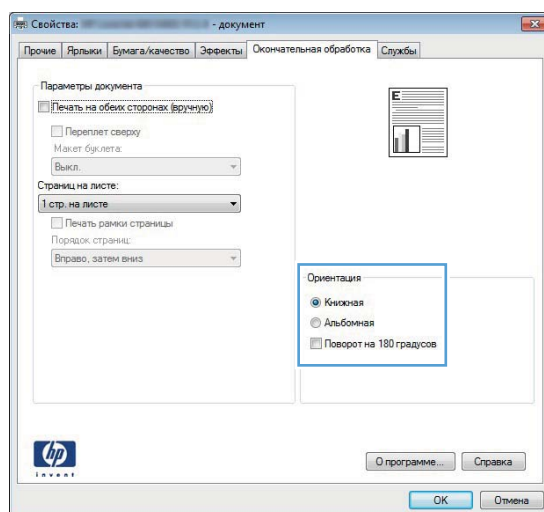 Свойства: - документ
Прочие Ярлыки Бумага/качество Эффекты Окончательная обработка Службы
Параметры документа
Печать на обеих сторонах (вручную)
Переплет сверху
Макет буклета:
Выкл.
Страниц на листе:
1 стр. на листе
Печать рамки страницы
Порядок страниц:
Вправо, затем вниз
E
Ориентация
Книжная
Альбомная
Поворот на 180 градусов
hp
invent
О программе... Справка
OK Отмена